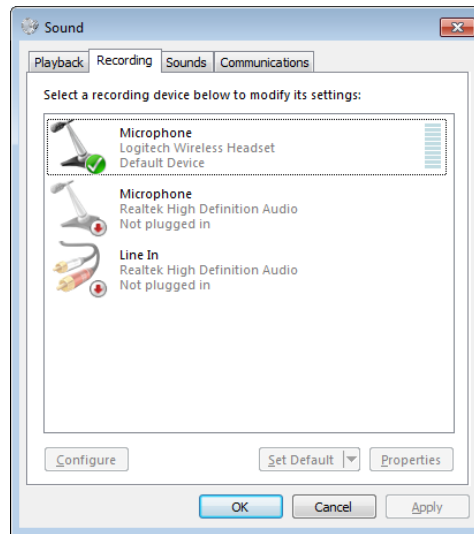 Sound
Playback Recording Sounds Communications
Select a recording device below to modify its settings:
Microphone
Logitech Wireless Headset
Default Device
Microphone
Realtek High Definition Audio
Not plugged in
Line In
Realtek High Definition Audio
Not plugged in
Configure Set Default Properties
OK Cancel Apply